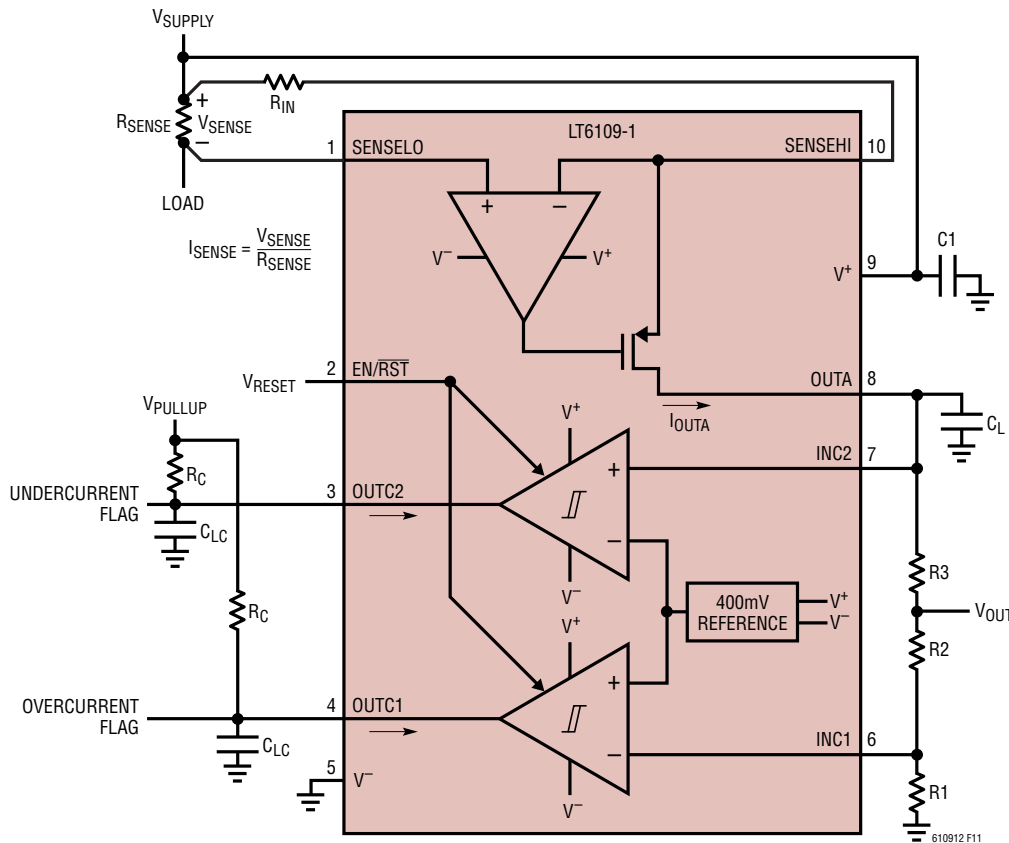 VSUPPLY
RIN
+
RSENSE
VSENSE
−
LOAD
ISENSE = VSENSE
RSENSE
LT6109-1
1
SENSELO
SENSEHI
10
+
−
V−
V+
V+
9
C1
2
EN/RST
VRESET
OUTA
8
IOUTA
CL
VPULLUP
RC
V+
INC2
7
+
UNDERCURRENT
FLAG
3
OUTC2
CLC
−
V−
R3
400mV
REFERENCE
V+
V−
VOUT
RC
V+
R2
+
OVERCURRENT
FLAG
4
OUTC1
CLC
−
INC1
6
5
V−
V−
R1
610912 F11